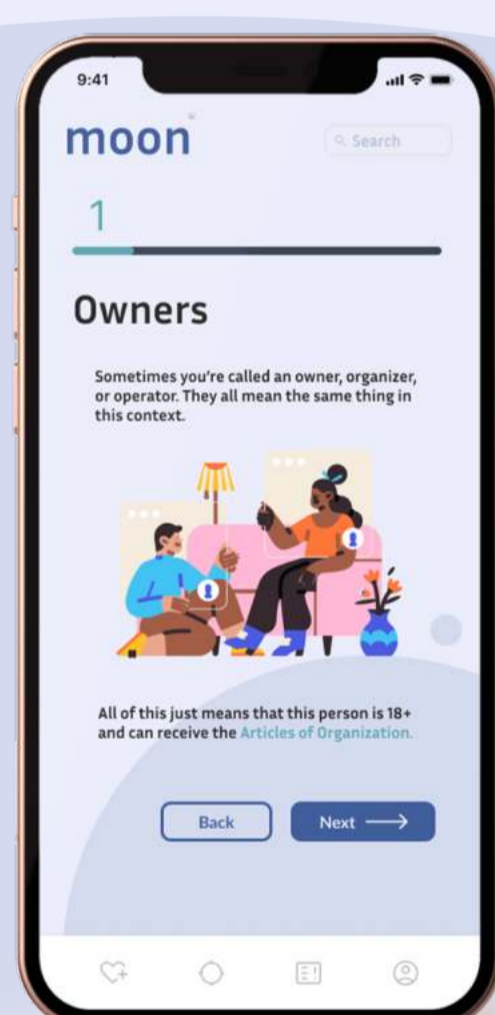 9:41
moon
Search
1
Owners
Sometimes you're called an owner, organizer,
or operator. They all mean the same thing in
this context.
All of this just means that this person is 18+
and can receive the Articles of Organization.
Back
Next